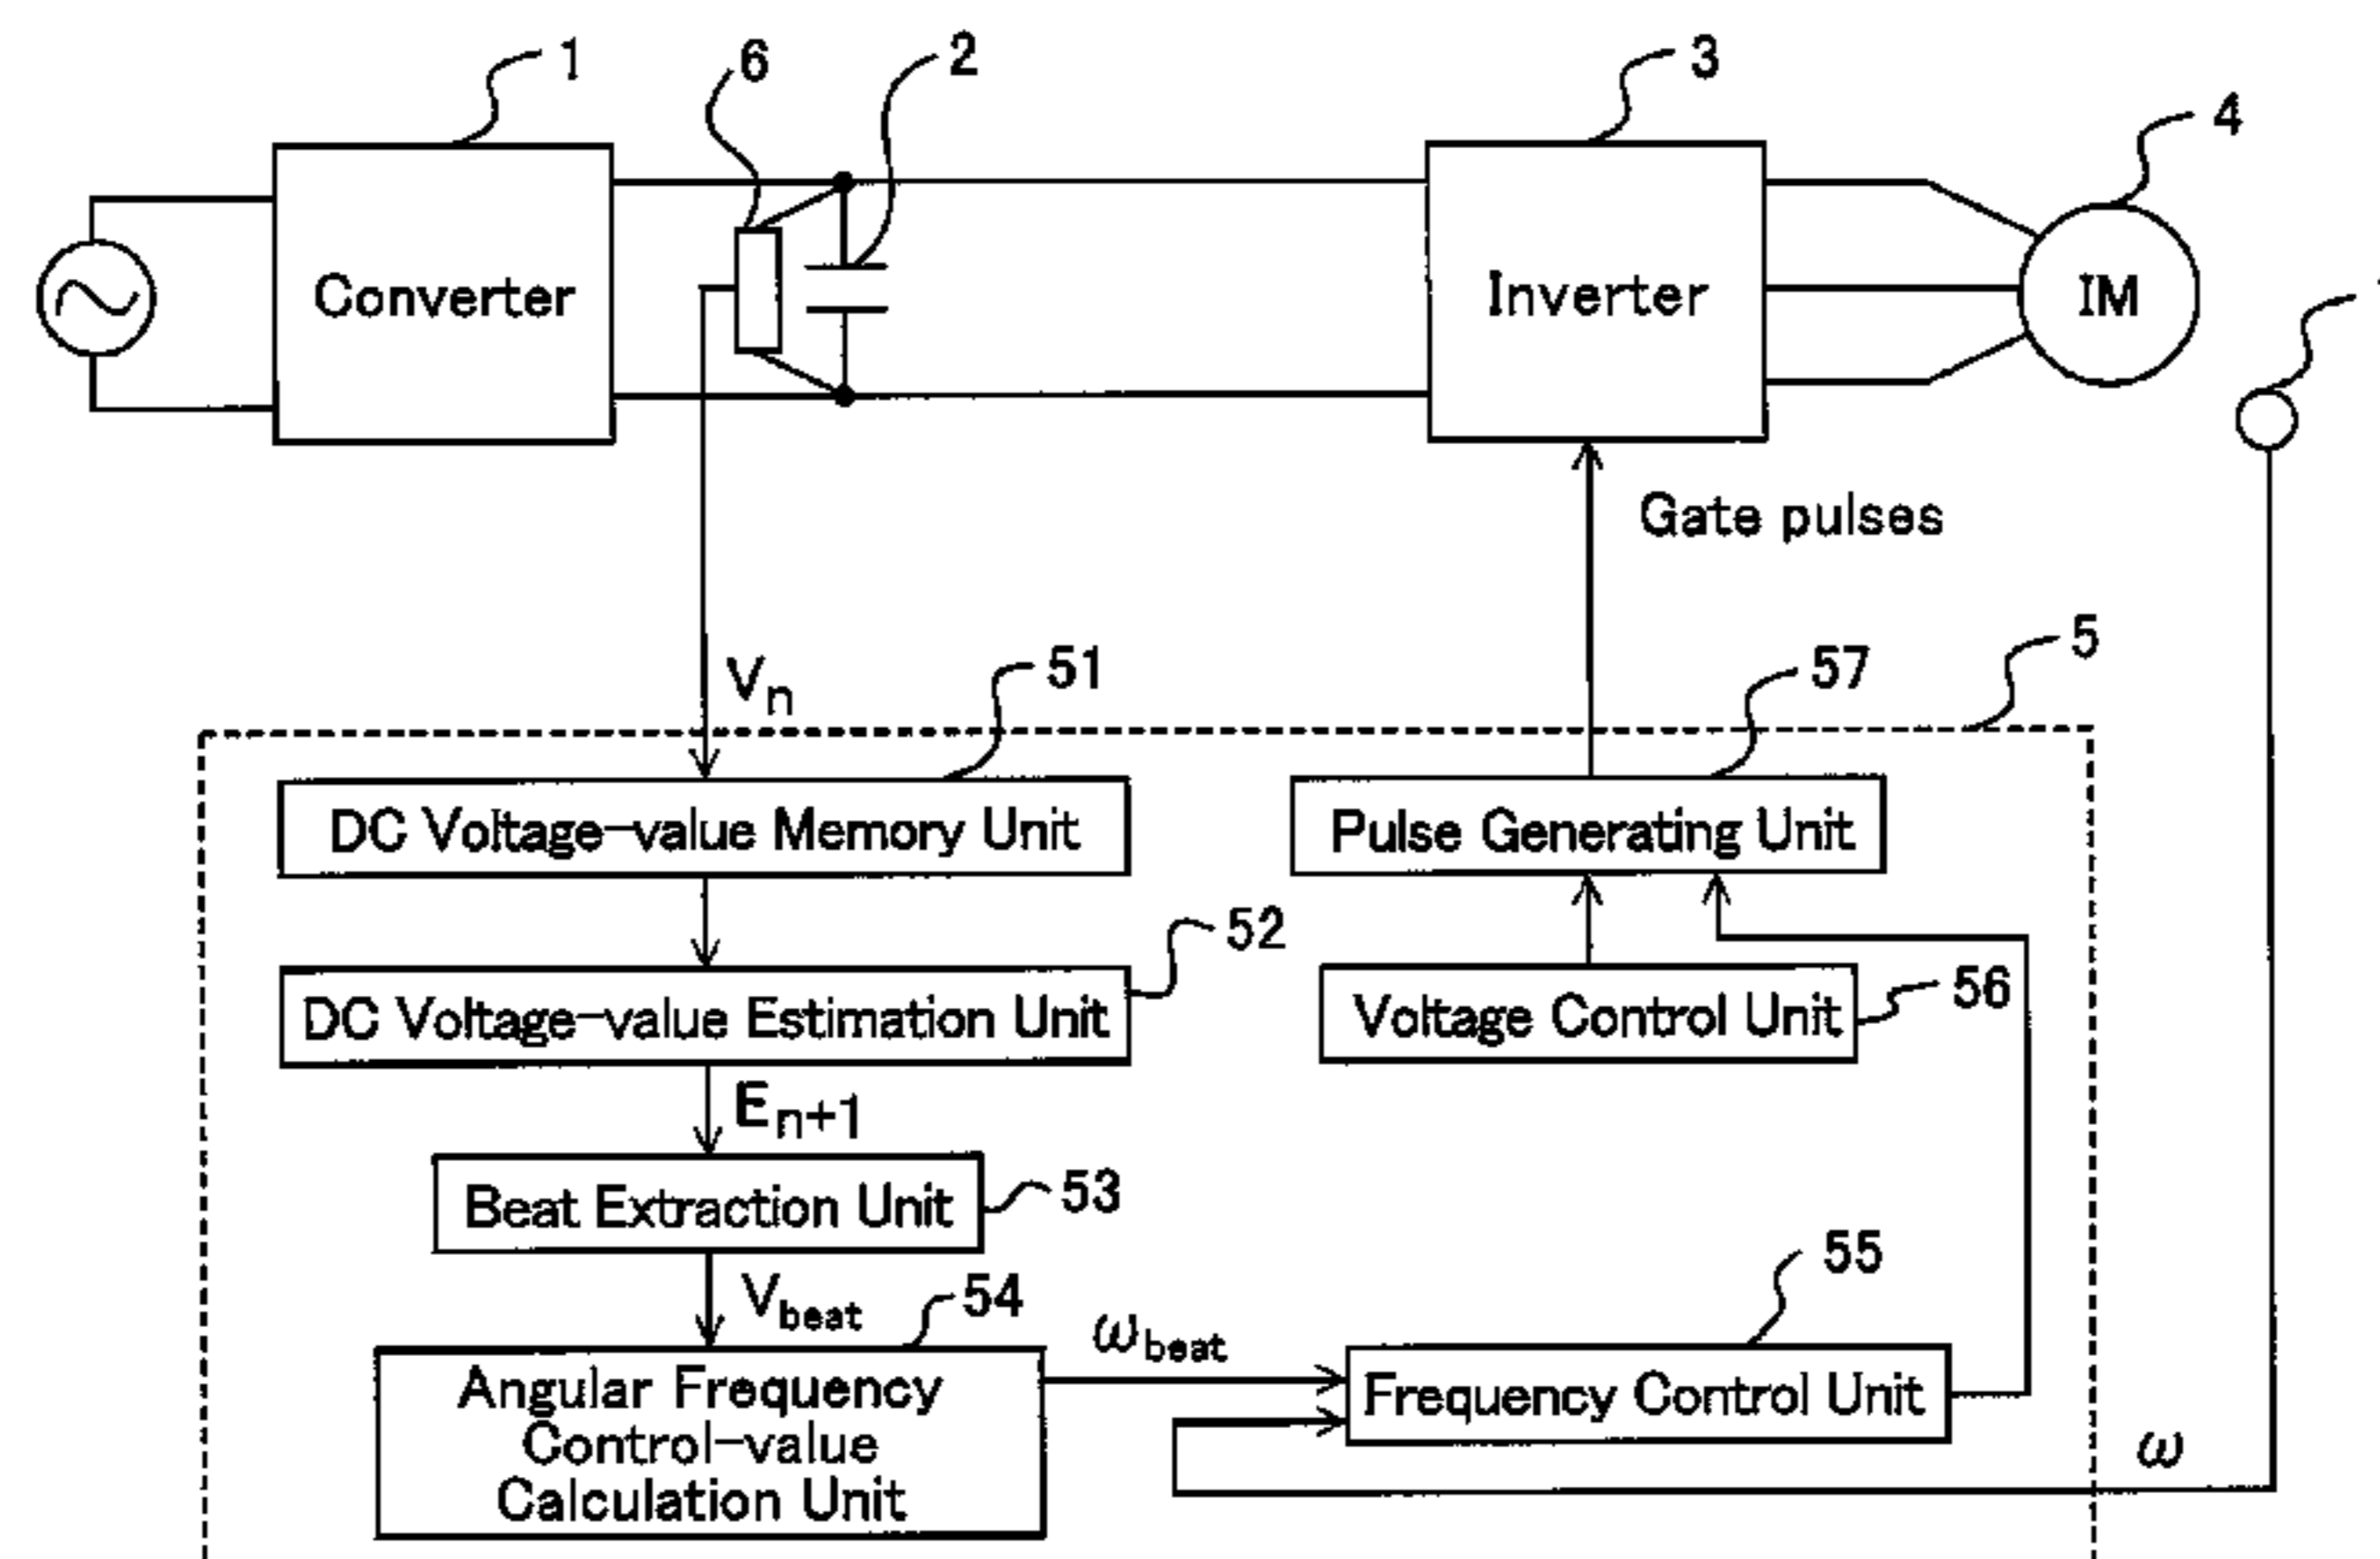 1
6
2
3
4
Converter
Inverter
IM
Gate pulses
Vn
51
57
5
DC Voltage-value Memory Unit
Pulse Generating Unit
52
DC Voltage-value Estimation Unit
Voltage Control Unit
56
En+1
Beat Extraction Unit
53
55
Vbeat
54
ωbeat
Angular Frequency
Control-value
Calculation Unit
Frequency Control Unit
ω